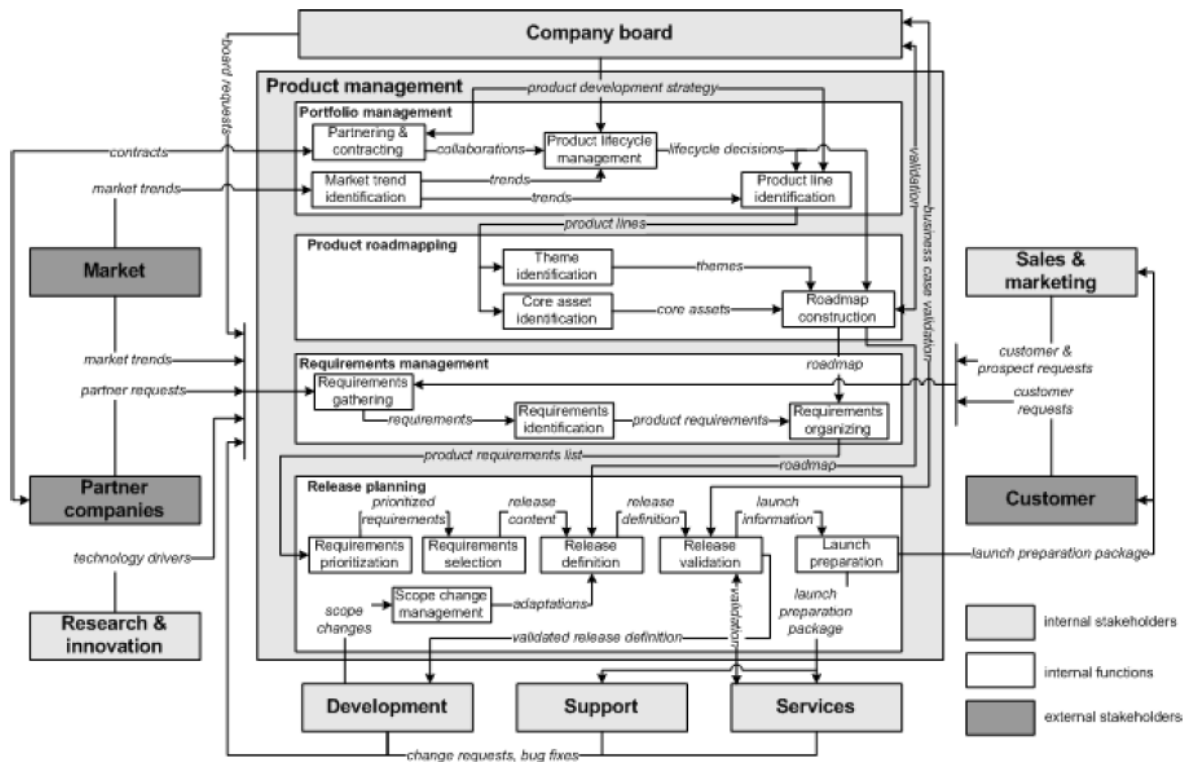 Company board
board requests
Product management
product development strategy
Portfolio management
Partnering &
contracting
collaborations
Product lifecycle
management
lifecycle decisions
contracts
market trends
Market trend
identification
trends
trends
Product line
identification
validation
business case validation
product lines
Product roadmapping
Theme
identification
themes
Core asset
identification
core assets
Roadmap
construction
Market
Sales &
marketing
market trends
partner requests
Requirements management
roadmap
customer &
prospect requests
customer
requests
Requirements
gathering
requirements
Requirements
identification
product requirements
Requirements
organizing
product requirements list
roadmap
Partner
companies
Customer
Release planning
prioritized
requirements
release
content
release
definition
launch
information
Requirements
prioritization
Requirements
selection
Release
definition
Release
validation
Launch
preparation
technology drivers
launch preparation package
scope
changes
Scope change
management
adaptations
validation
launch
preparation
package
validated release definition
Research &
innovation
internal stakeholders
internal functions
external stakeholders
Development
Support
Services
change requests, bug fixes